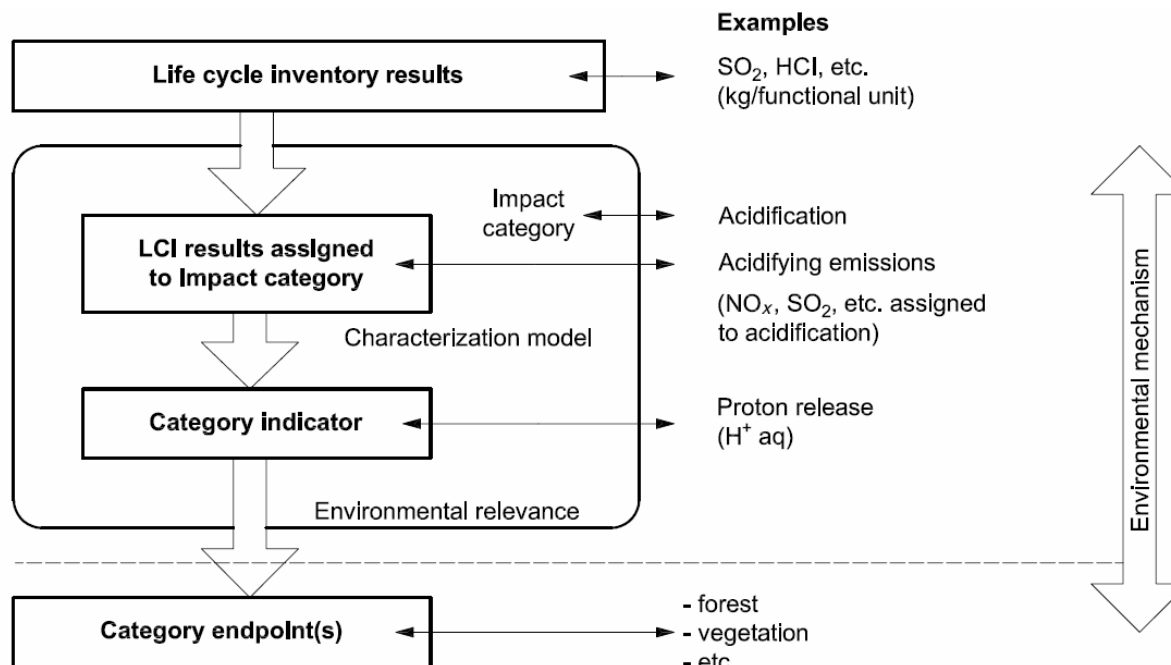 Examples
Life cycle inventory results
SO₂, HCl, etc.
(kg/functional unit)
Impact
category
Acidification
LCI results assigned
to Impact category
Acidifying emissions
(NOₓ, SO₂, etc. assigned
to acidification)
Characterization model
Category indicator
Proton release
(H⁺ aq)
Environmental relevance
Environmental mechanism
Category endpoint(s)
- forest
- vegetation
- etc